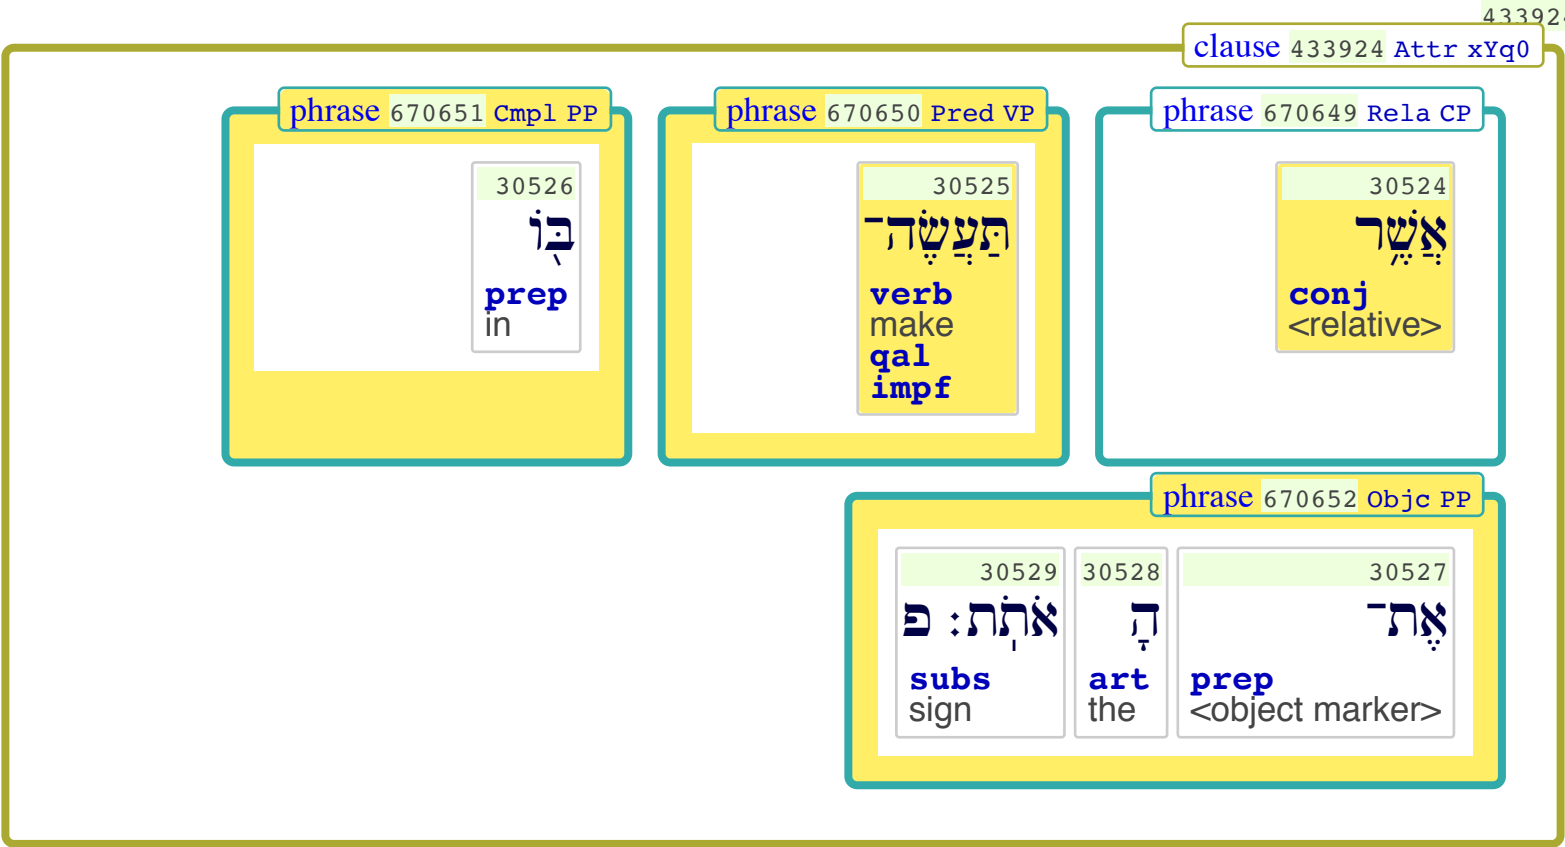 433924
clause 433924 Attr xYq0
phrase 670649 Rela CP
30524
אֲשֶׁ֥ר
conj
<relative>
phrase 670650 Pred VP
30525
תַּעֲשֶׂה־
verb
make
qal
impf
phrase 670651 Cmpl PP
30526
בּ֖וֹ
prep
in
phrase 670652 Objc PP
30527
אֶת־
prep
<object marker>
30528
הָ
art
the
30529
אֹתֹֽת׃ פ
subs
sign